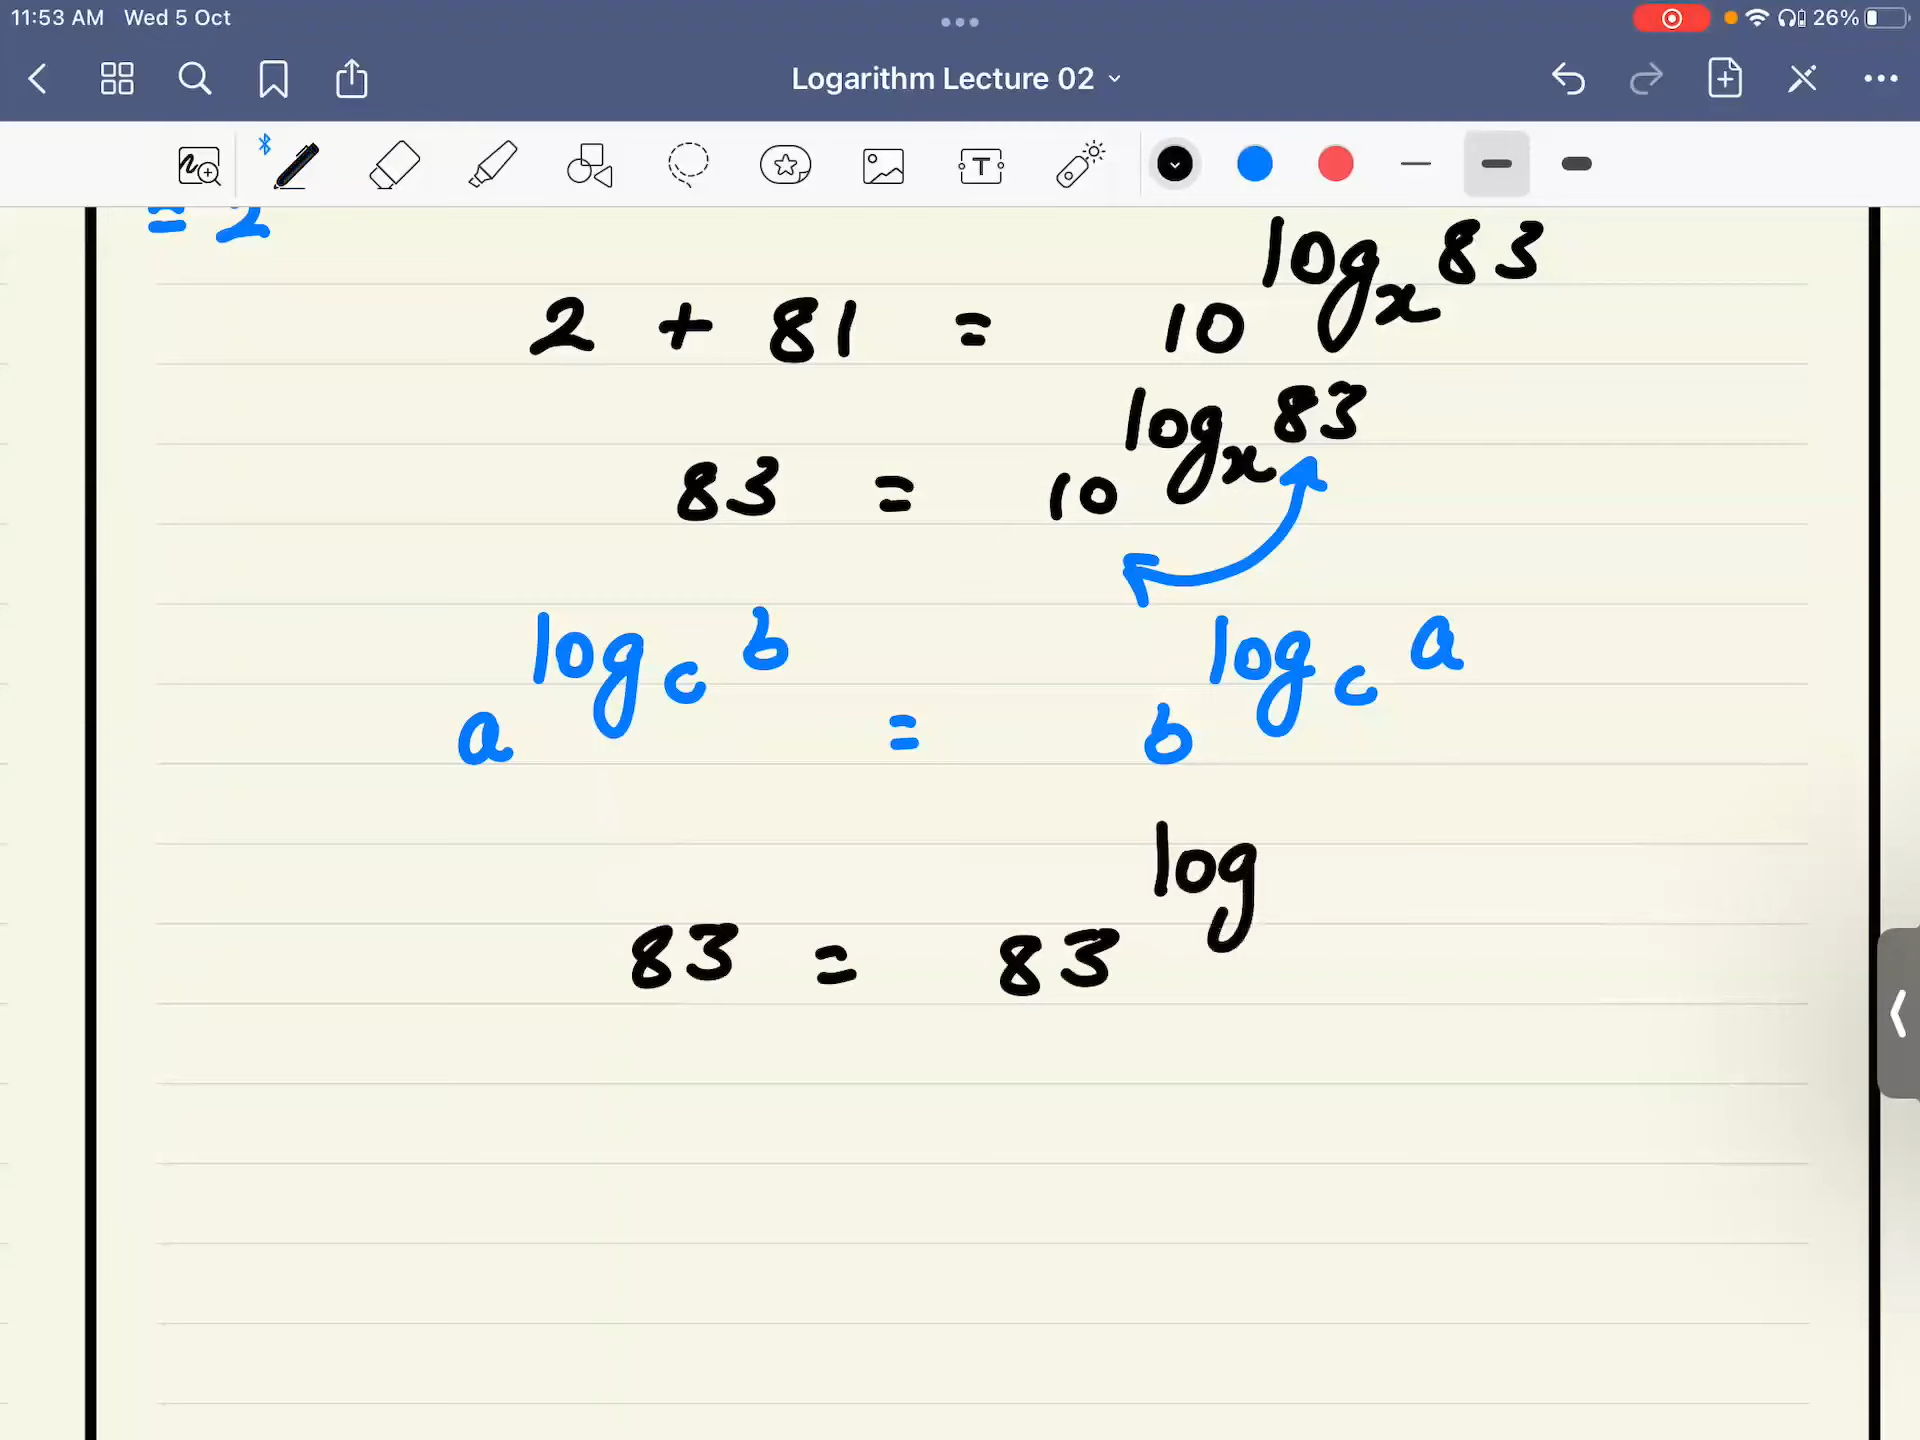 11:53 AM Wed 5 Oct 26%
Logarithm Lecture 02
T
= 2
2 + 81 = 10^{log_x 83}
83 = 10^{log_x 83}
a^{log_c b} = b^{log_c a}
83 = 83^{log}